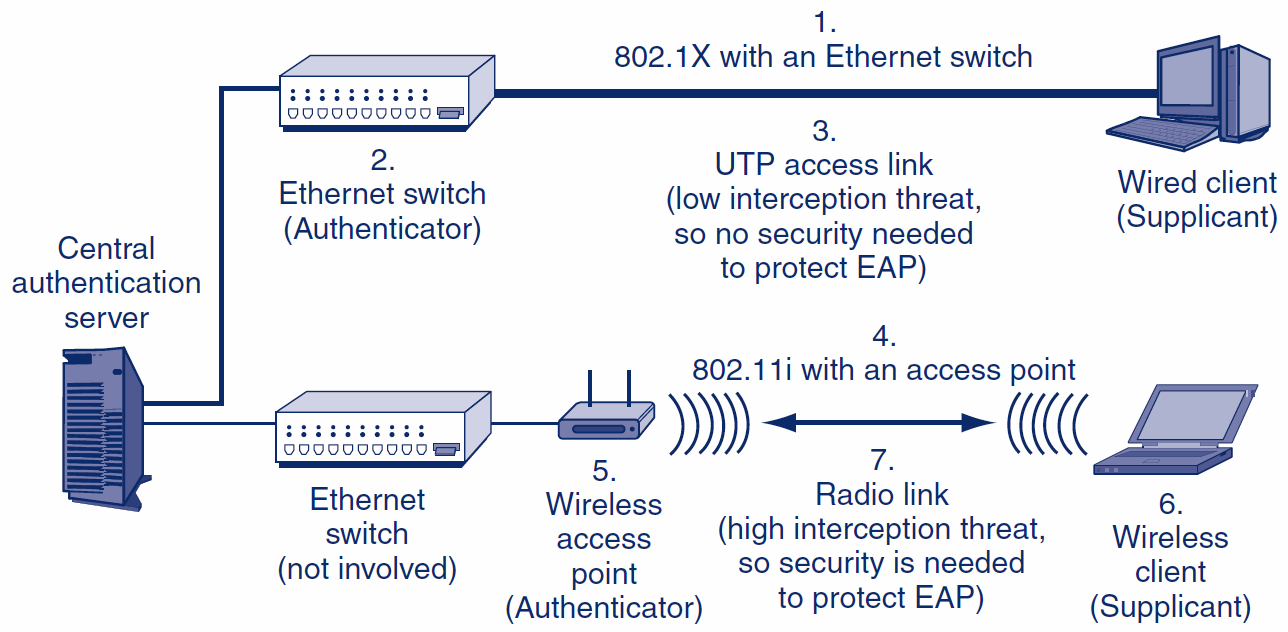 1.
802.1X with an Ethernet switch
2.
Ethernet switch
(Authenticator)
3.
UTP access link
(low interception threat,
so no security needed
to protect EAP)
Wired client
(Supplicant)
Central
authentication
server
4.
802.11i with an access point
Ethernet
switch
(not involved)
5.
Wireless
access
point
(Authenticator)
7.
Radio link
(high interception threat,
so security is needed
to protect EAP)
6.
Wireless
client
(Supplicant)